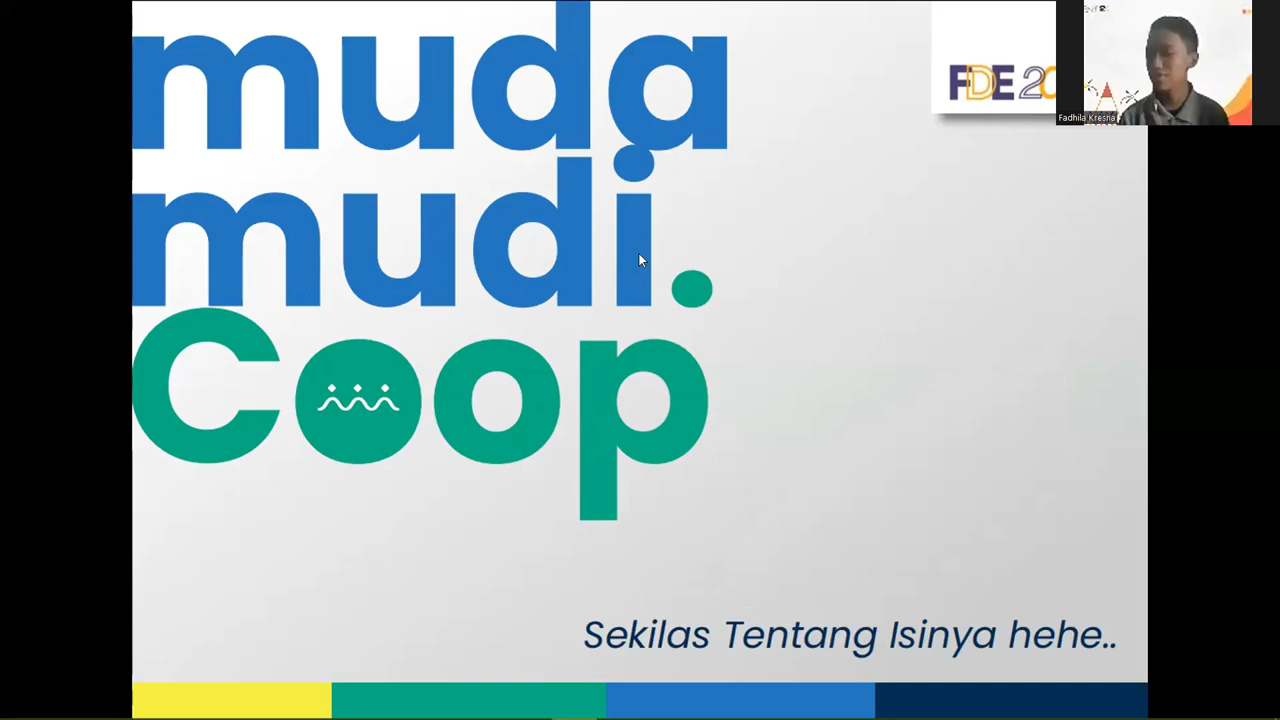 muda
mudi.
Coop
FDE 20
Fadhila Kresna
Sekilas Tentang Isinya hehe..